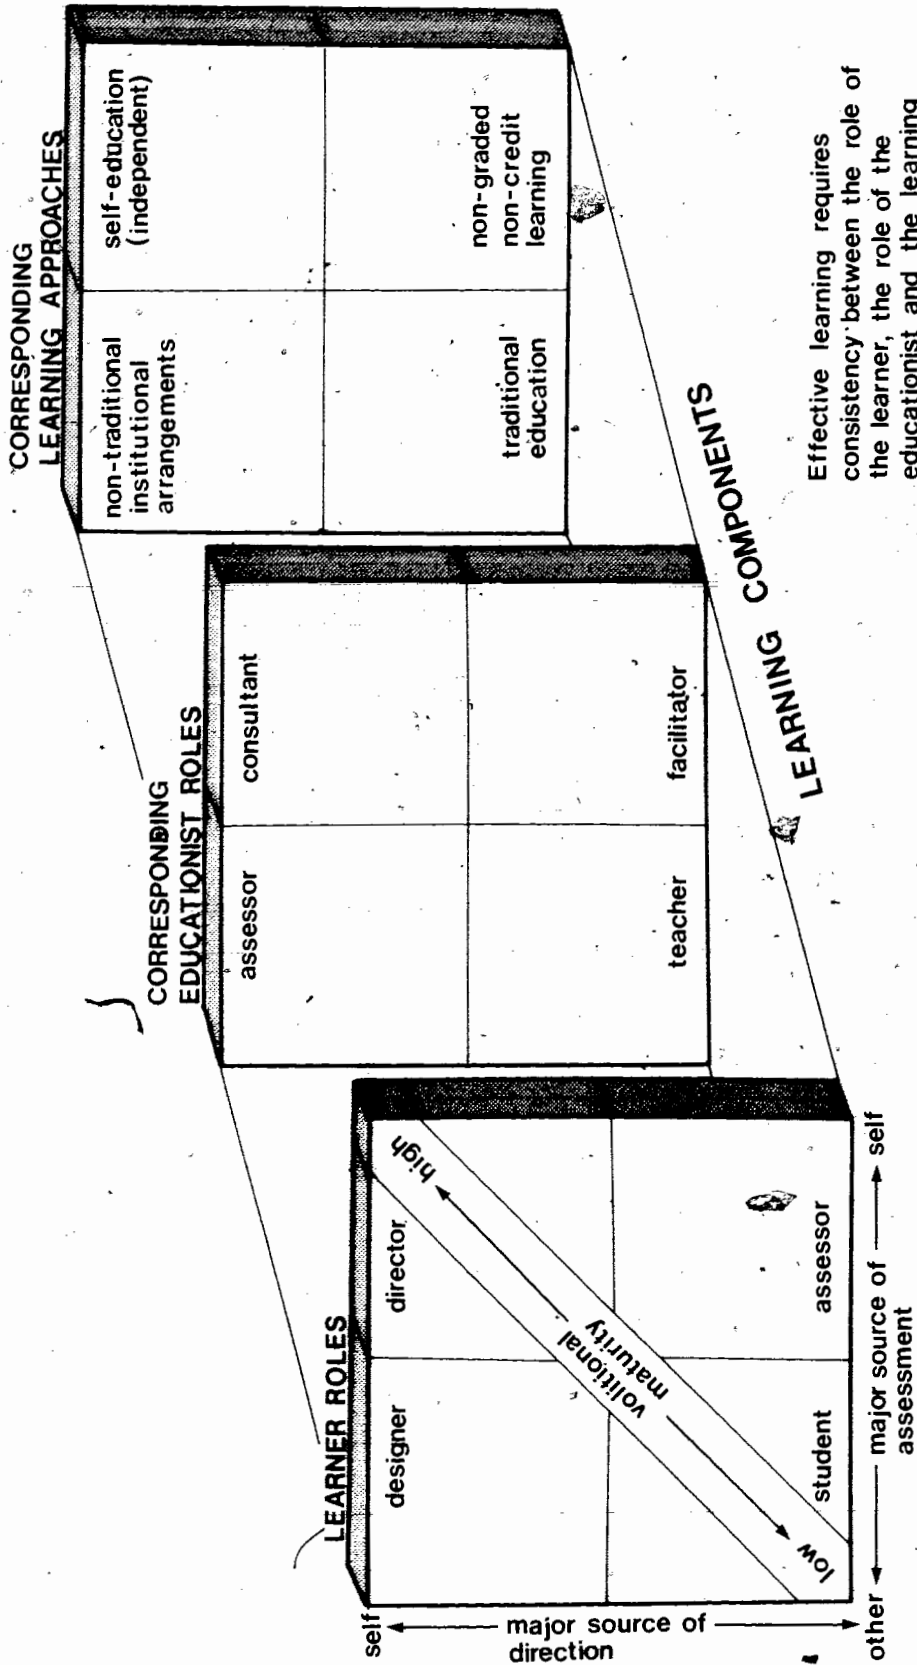 CORRESPONDING
LEARNING APPROACHES
non-traditional
institutional
arrangements
self-education
(independent)
traditional
education
non-graded
non-credit
learning
CORRESPONDING
EDUCATIONIST ROLES
assessor
consultant
teacher
facilitator
LEARNER ROLES
designer
director
high
volitional
maturity
low
student
assessor
self
major source of
direction
other
major source of
assessment
self
LEARNING COMPONENTS
Effective learning requires
consistency between the role of
the learner, the role of the
educationist and the learning